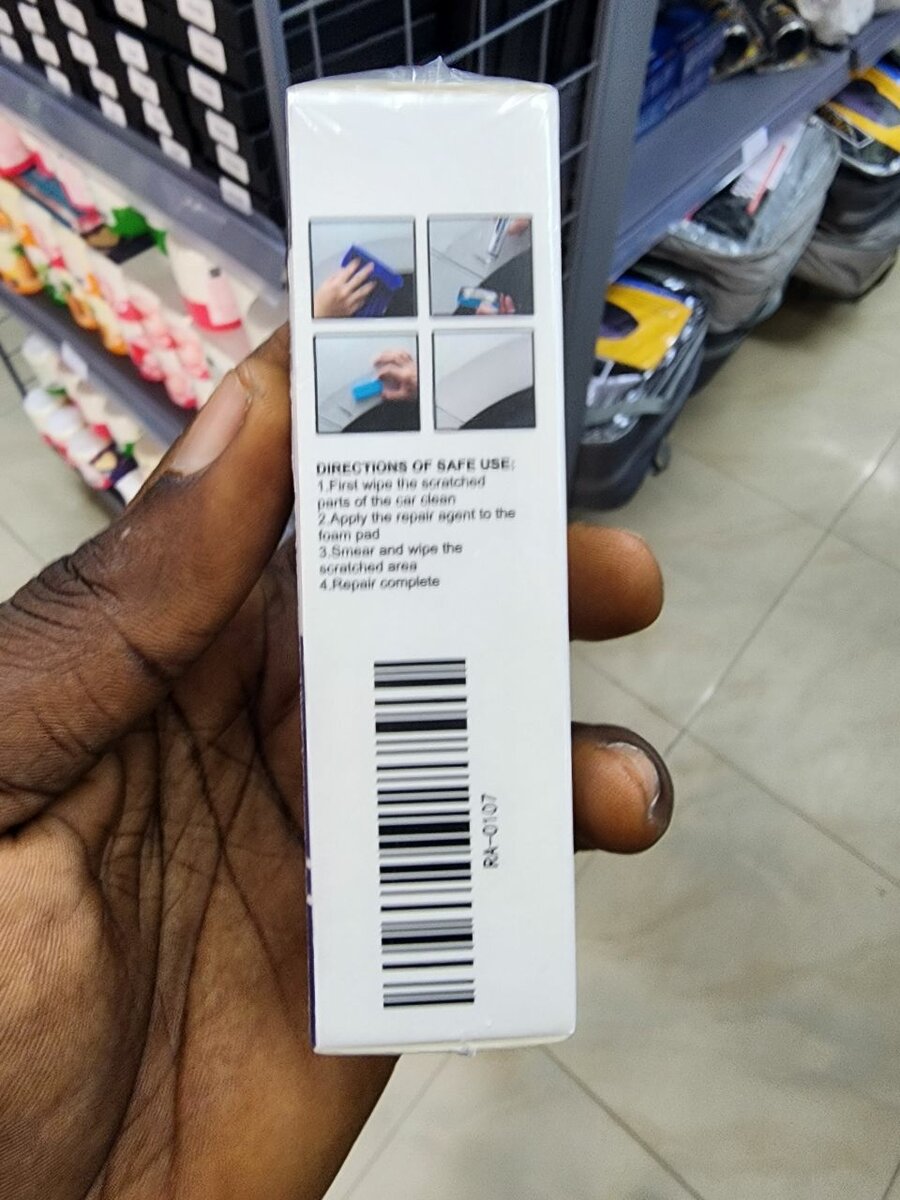 DIRECTIONS OF SAFE USE:
1.First wipe the scratched
parts of the car clean
2.Apply the repair agent to the
foam pad
3.Smear and wipe the
scratched area
4.Repair complete
RA-0107